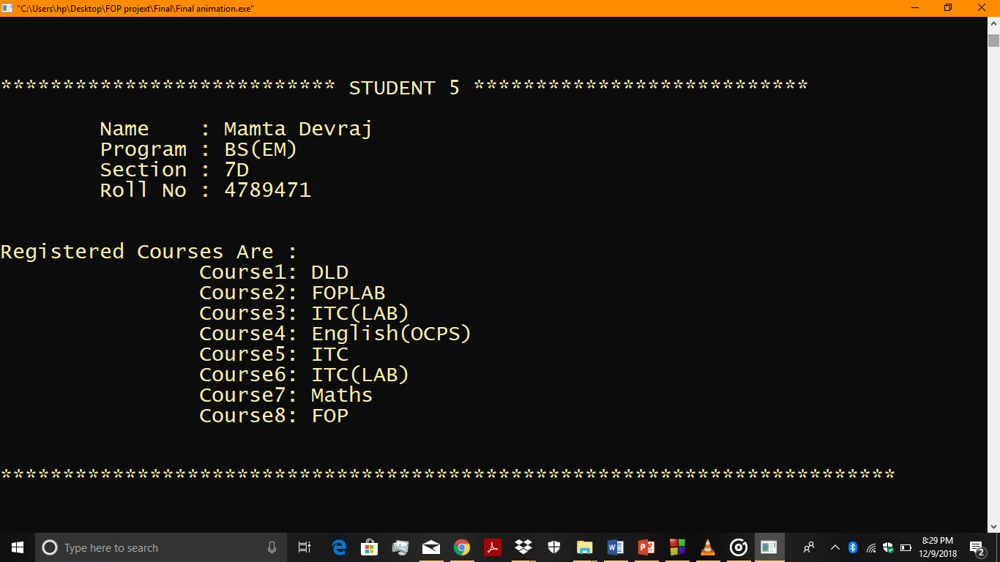 "C:\Users\hp\Desktop\FOP projext\Final\Final animation.exe"
*************************** STUDENT 5 ***************************
Name : Mamta Devraj
Program : BS(EM)
Section : 7D
Roll No : 4789471
Registered Courses Are :
Course1: DLD
Course2: FOPLAB
Course3: ITC(LAB)
Course4: English(OCPS)
Course5: ITC
Course6: ITC(LAB)
Course7: Maths
Course8: FOP
************************************************************************
Type here to search
8:29 PM
12/9/2018
2